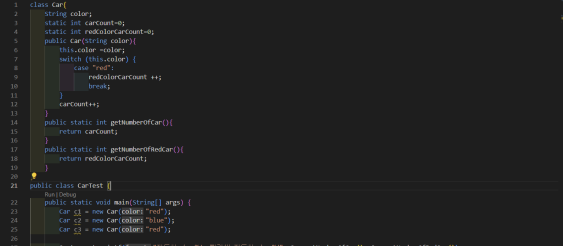 1 class Car{
2 String color;
3 static int carCount=0;
4 static int redColorCarCount=0;
5 public Car(String color){
6 this.color =color;
7 switch (this.color) {
8 case "red":
9 redColorCarCount ++;
10 break;
11 }
12 carCount++;
13 }
14 public static int getNumberOfCar(){
15 return carCount;
16 }
17 public static int getNumberOfRedCar(){
18 return redColorCarCount;
19 }
20
21 public class CarTest {
Run | Debug
22 public static void main(String[] args) {
23 Car c1 = new Car(color: "red");
24 Car c2 = new Car(color: "blue");
25 Car c3 = new Car(color: "red");
26